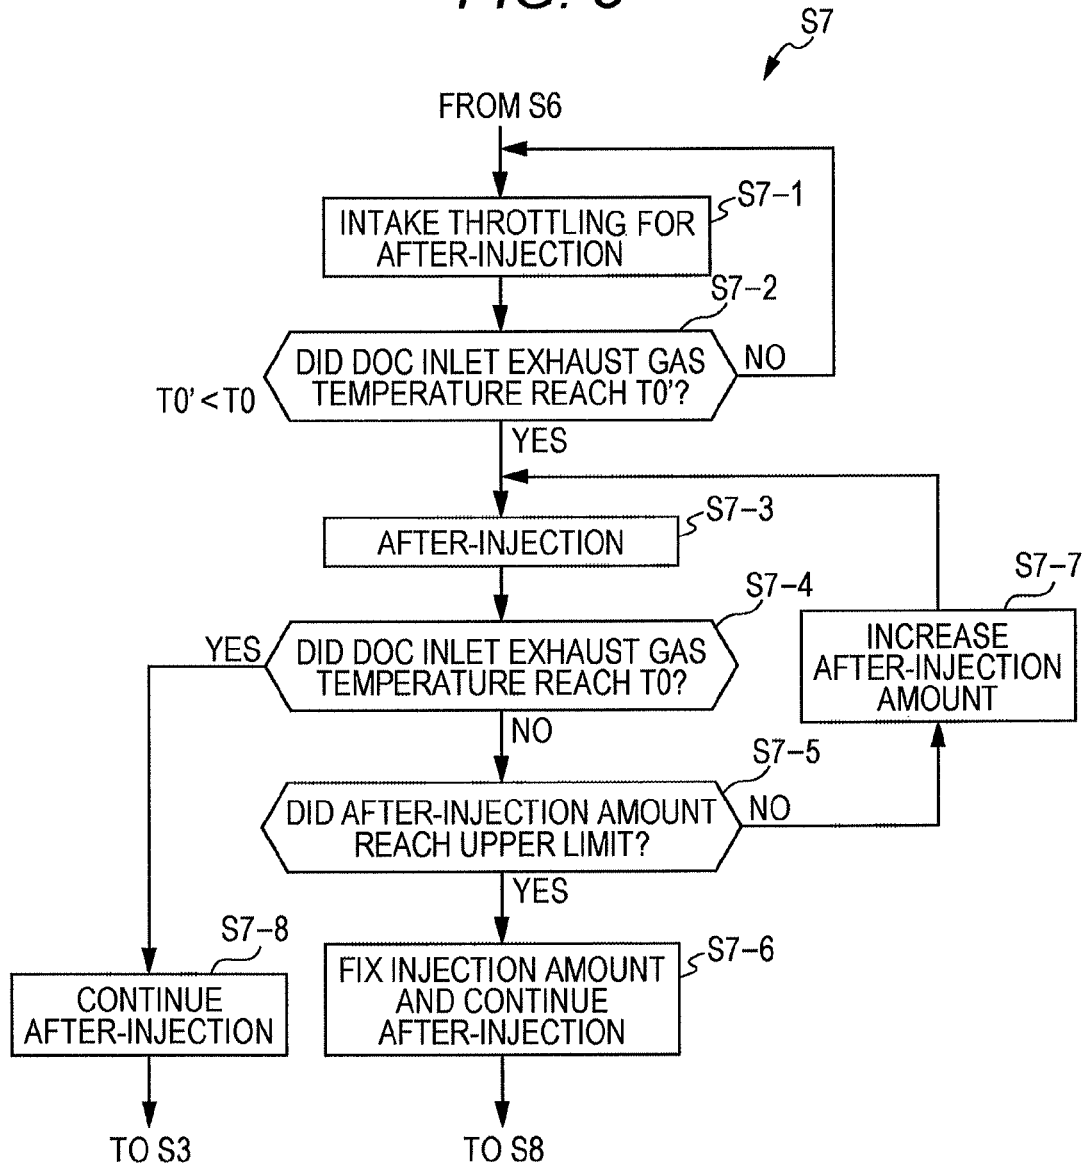 S7
FROM S6
S7-1
INTAKE THROTTLING FOR
AFTER-INJECTION
S7-2
DID DOC INLET EXHAUST GAS
TEMPERATURE REACH T0'?
NO
T0'<T0
YES
S7-3
AFTER-INJECTION
S7-4
DID DOC INLET EXHAUST GAS
TEMPERATURE REACH T0?
YES
NO
S7-7
INCREASE
AFTER-INJECTION
AMOUNT
S7-5
DID AFTER-INJECTION AMOUNT
REACH UPPER LIMIT?
NO
YES
S7-8
CONTINUE
AFTER-INJECTION
S7-6
FIX INJECTION AMOUNT
AND CONTINUE
AFTER-INJECTION
TO S3
TO S8